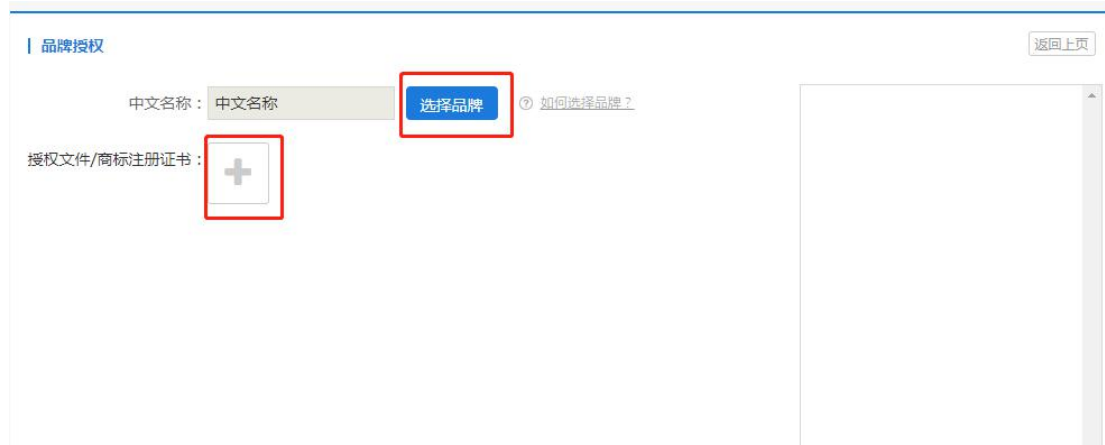 品牌授权
返回上页
中文名称：
中文名称
选择品牌
如何选择品牌？
授权文件/商标注册证书：